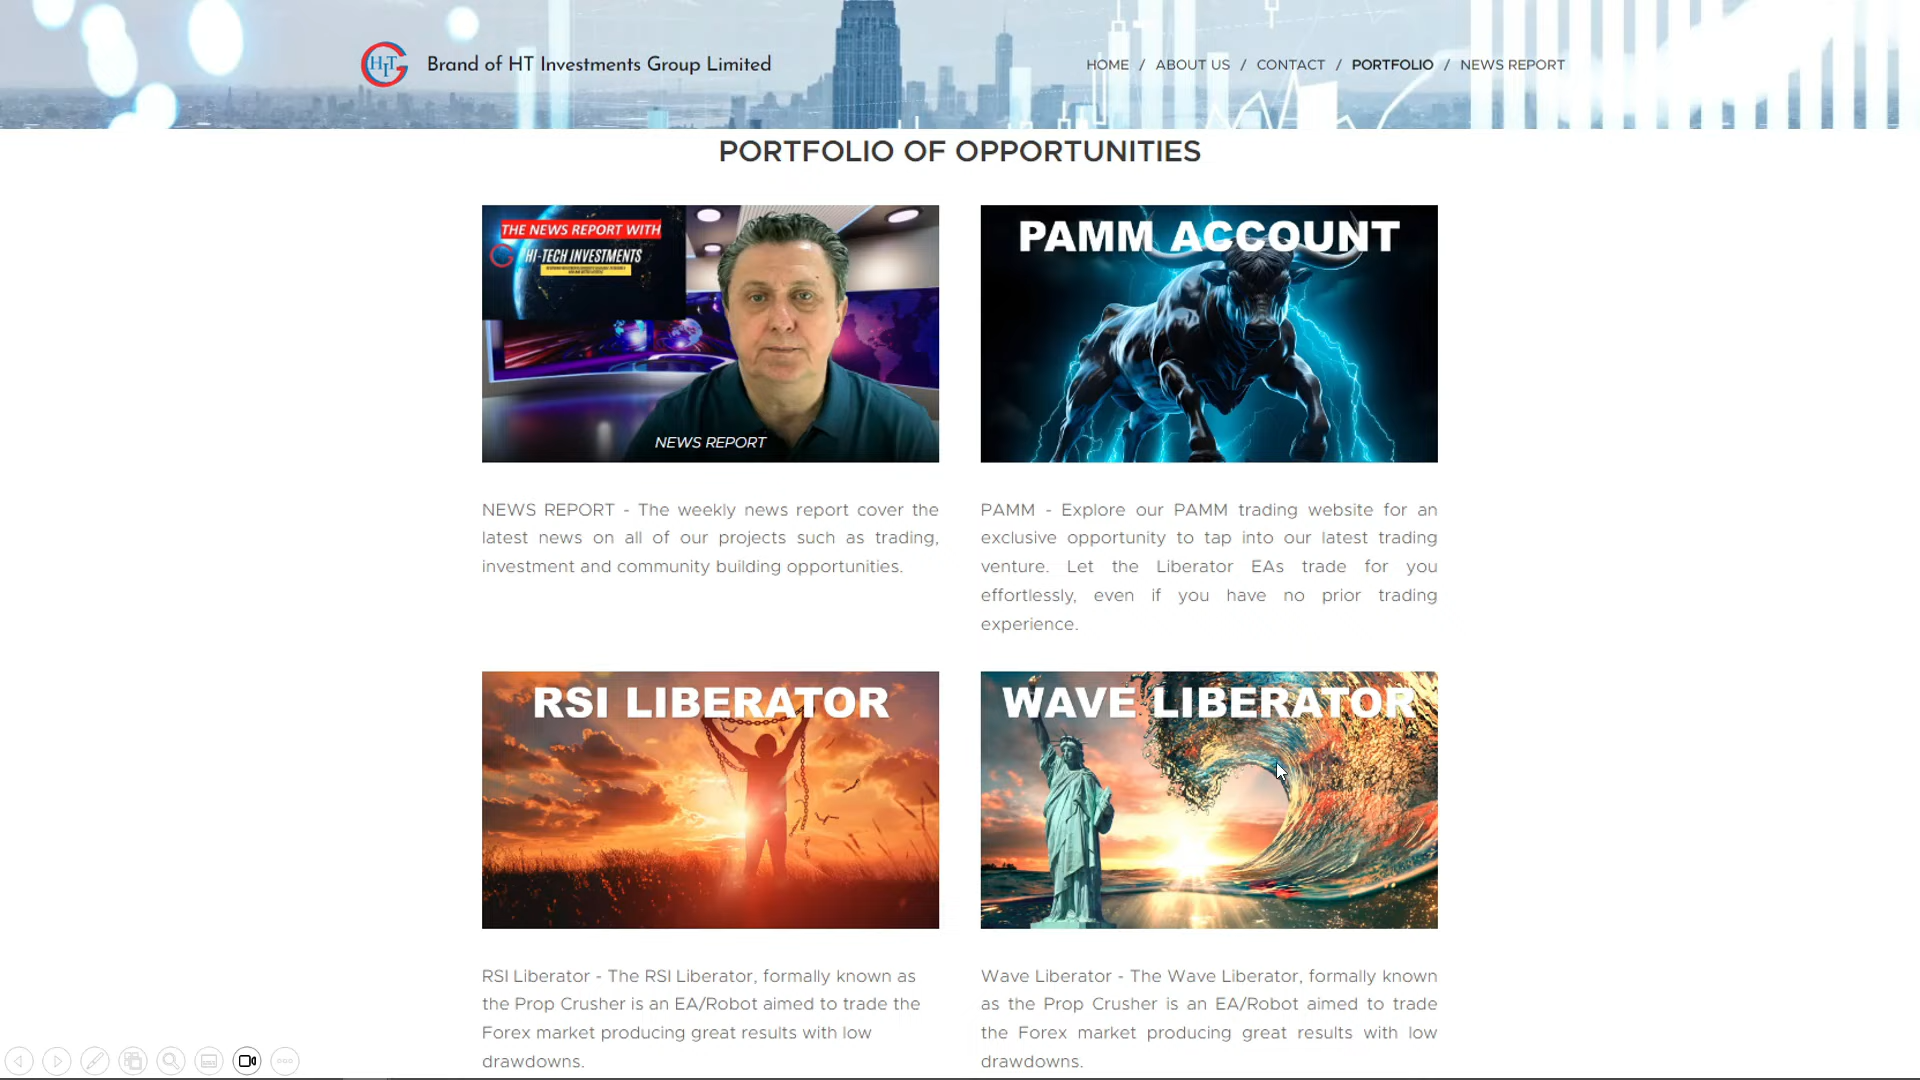 HIT
Brand of HT Investments Group Limited
HOME / ABOUT US / CONTACT / PORTFOLIO / NEWS REPORT
PORTFOLIO OF OPPORTUNITIES
THE NEWS REPORT WITH
HI-TECH INVESTMENTS
NEWS REPORT
PAMM ACCOUNT
NEWS REPORT - The weekly news report cover the
latest news on all of our projects such as trading,
investment and community building opportunities.
PAMM - Explore our PAMM trading website for an
exclusive opportunity to tap into our latest trading
venture. Let the Liberator EAs trade for you
effortlessly, even if you have no prior trading
experience.
RSI LIBERATOR
WAVE LIBERATOR
RSI Liberator - The RSI Liberator, formally known as
the Prop Crusher is an EA/Robot aimed to trade the
Forex market producing great results with low
drawdowns.
Wave Liberator - The Wave Liberator, formally known
as the Prop Crusher is an EA/Robot aimed to trade
the Forex market producing great results with low
drawdowns.